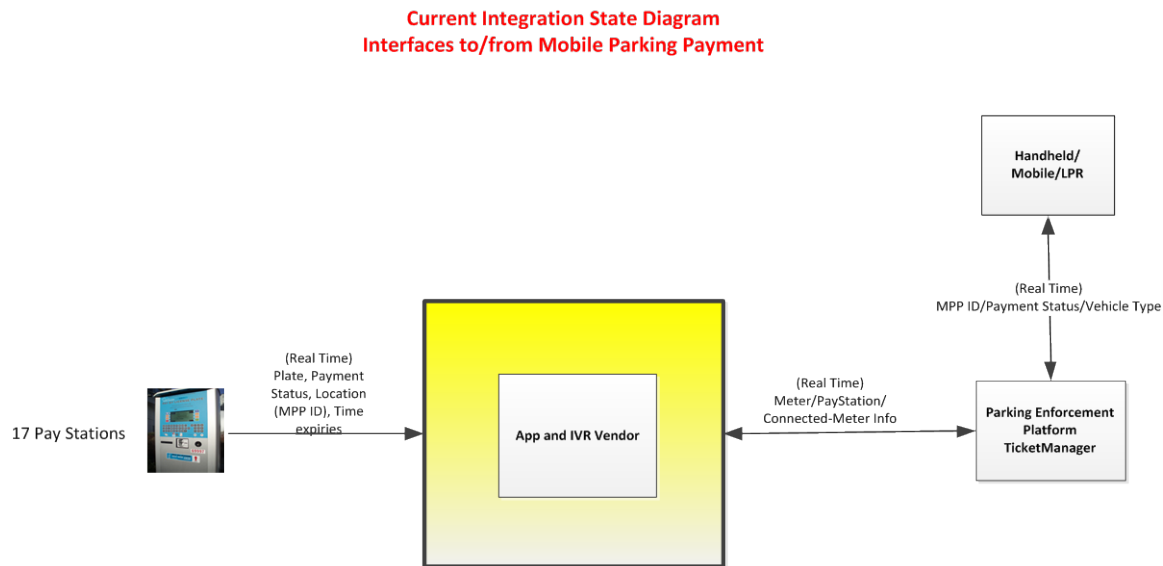 Current Integration State Diagram
Interfaces to/from Mobile Parking Payment
Handheld/
Mobile/LPR
(Real Time)
MPP ID/Payment Status/Vehicle Type
(Real Time)
Plate, Payment
Status, Location
(MPP ID), Time
expiries
17 Pay Stations
App and IVR Vendor
(Real Time)
Meter/PayStation/
Connected-Meter Info
Parking Enforcement
Platform
TicketManager